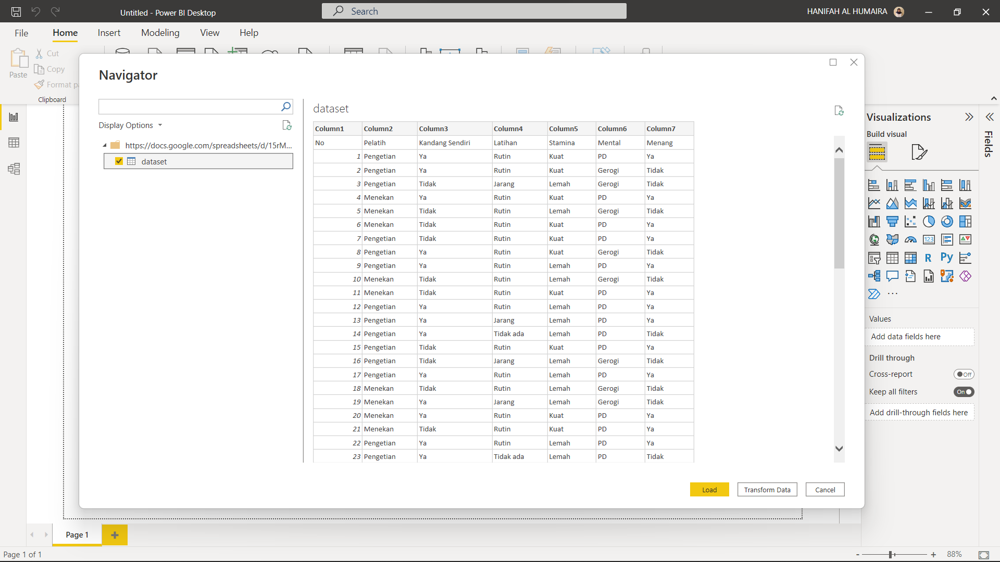 Untitled - Power BI Desktop
Search
HANIFAH AL HUMAIRA
File Home Insert Modeling View Help
Paste
Cut
Copy
Format pa
Clipboard
Navigator
Display Options
https://docs.google.com/spreadsheets/d/15rM...
dataset
dataset
Column1 Column2 Column3 Column4 Column5 Column6 Column7
No Pelatih Kandang Sendiri Latihan Stamina Mental Menang
1 Pengetian Ya Rutin Kuat PD Ya
2 Pengetian Ya Rutin Kuat Gerogi Tidak
3 Pengetian Tidak Jarang Lemah Gerogi Tidak
4 Menekan Ya Rutin Kuat PD Ya
5 Menekan Tidak Rutin Lemah Gerogi Tidak
6 Menekan Tidak Rutin Kuat PD Ya
7 Pengetian Tidak Rutin Kuat PD Ya
8 Pengetian Ya Rutin Kuat Gerogi Tidak
9 Pengetian Ya Rutin Lemah PD Ya
10 Menekan Tidak Rutin Lemah Gerogi Tidak
11 Menekan Tidak Rutin Kuat PD Ya
12 Pengetian Ya Rutin Lemah PD Ya
13 Pengetian Ya Jarang Lemah PD Ya
14 Pengetian Ya Tidak ada Lemah PD Tidak
15 Pengetian Tidak Rutin Kuat PD Ya
16 Pengetian Tidak Jarang Lemah Gerogi Tidak
17 Pengetian Ya Rutin Lemah PD Ya
18 Menekan Tidak Rutin Lemah Gerogi Tidak
19 Menekan Ya Jarang Lemah Gerogi Tidak
20 Menekan Ya Rutin Kuat PD Ya
21 Menekan Tidak Rutin Kuat PD Ya
22 Pengetian Ya Rutin Lemah PD Ya
23 Pengetian Ya Tidak ada Lemah PD Tidak
Load Transform Data Cancel
Visualizations
Build visual
123
R Py
...
Values
Add data fields here
Drill through
Cross-report Off
Keep all filters On
Add drill-through fields here
Fields
Page 1
Page 1 of 1
- + 88%